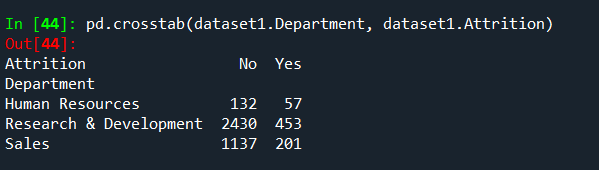 In [44]: pd.crosstab(dataset1.Department, dataset1.Attrition)
Out[44]:
Attrition                 No  Yes
Department
Human Resources          132   57
Research & Development  2430  453
Sales                   1137  201